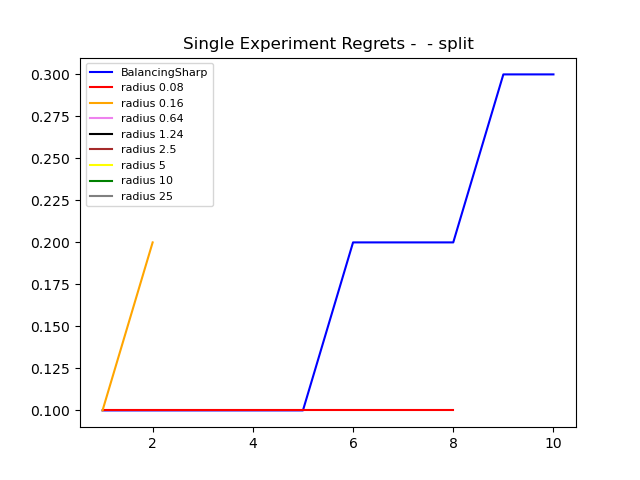 Single Experiment Regrets -  - split
0.300
0.275
0.250
0.225
0.200
0.175
0.150
0.125
0.100
BalancingSharp
radius 0.08
radius 0.16
radius 0.64
radius 1.24
radius 2.5
radius 5
radius 10
radius 25
2 4 6 8 10